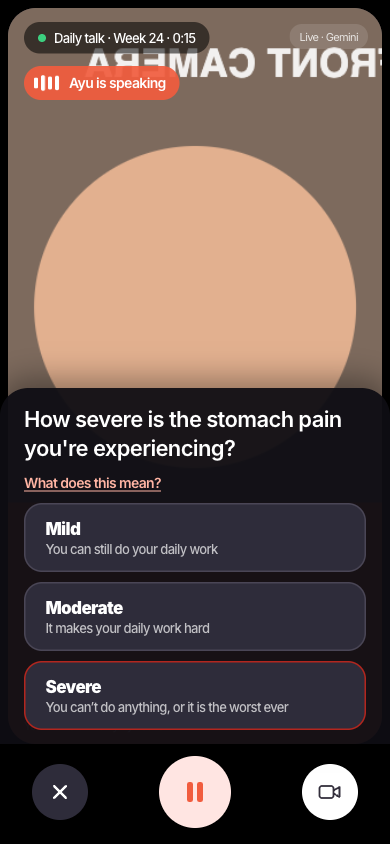 Daily talk · Week 24 · 0:15
Live · Gemini
FRONT CAMERA
Ayu is speaking
How severe is the stomach pain
you're experiencing?
What does this mean?
Mild
You can still do your daily work
Moderate
It makes your daily work hard
Severe
You can't do anything, or it is the worst ever